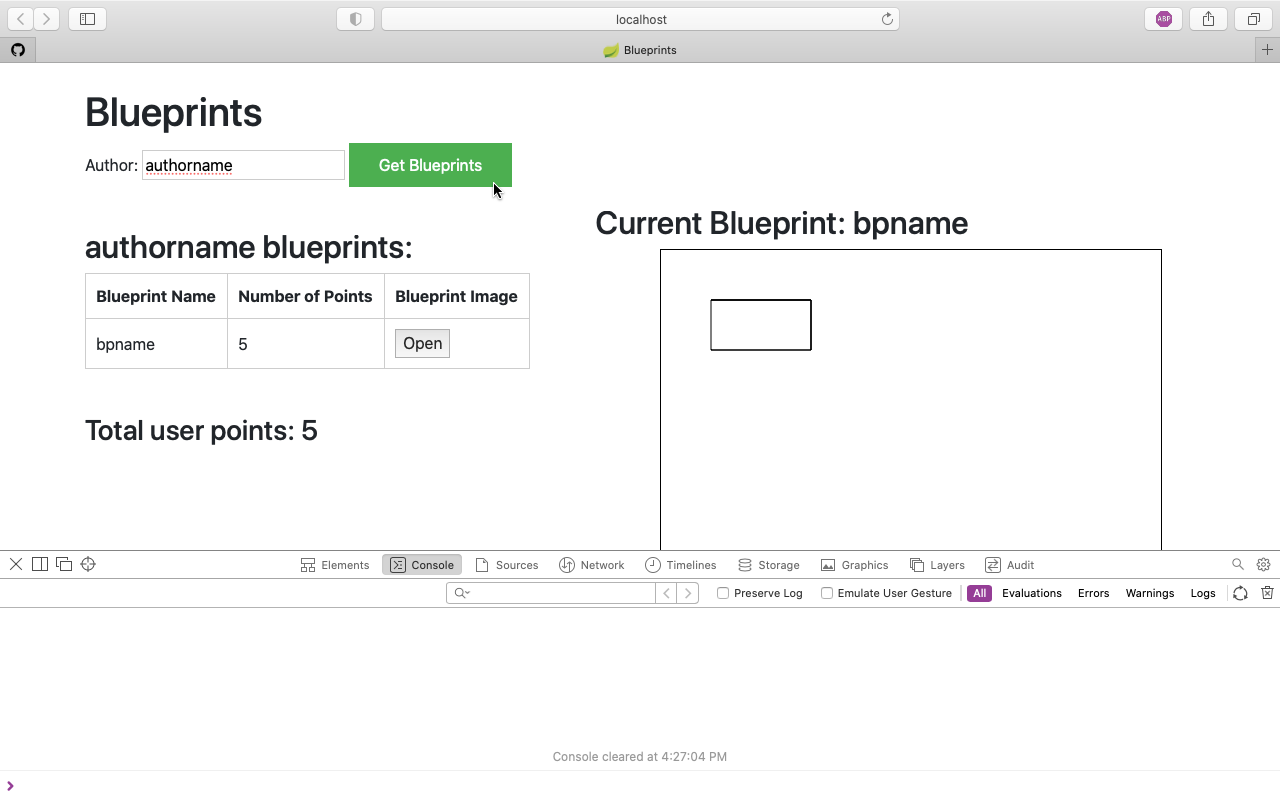 localhost
ABP
Blueprints
Blueprints
Author: authorname Get Blueprints
authorname blueprints:
Blueprint Name Number of Points Blueprint Image
bpname 5 Open
Total user points: 5
Current Blueprint: bpname
Elements Console Sources Network Timelines Storage Graphics Layers Audit
Preserve Log Emulate User Gesture All Evaluations Errors Warnings Logs
Console cleared at 4:27:04 PM